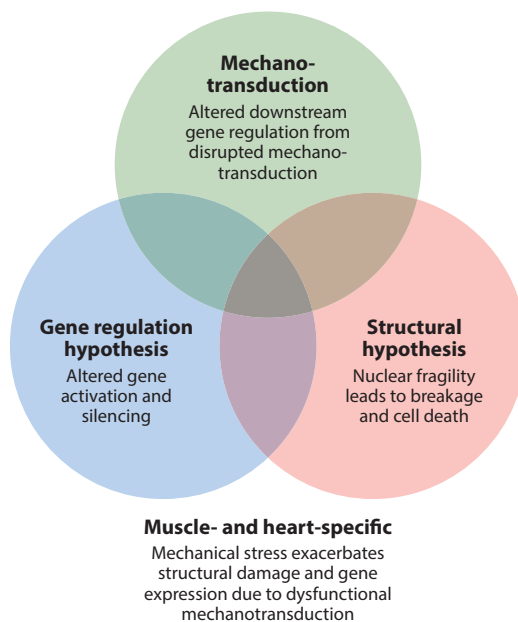 Mechano-
transduction
Altered downstream
gene regulation from
disrupted mechano-
transduction
Gene regulation
hypothesis
Altered gene
activation and
silencing
Structural
hypothesis
Nuclear fragility
leads to breakage
and cell death
Muscle- and heart-specific
Mechanical stress exacerbates
structural damage and gene
expression due to dysfunctional
mechanotransduction